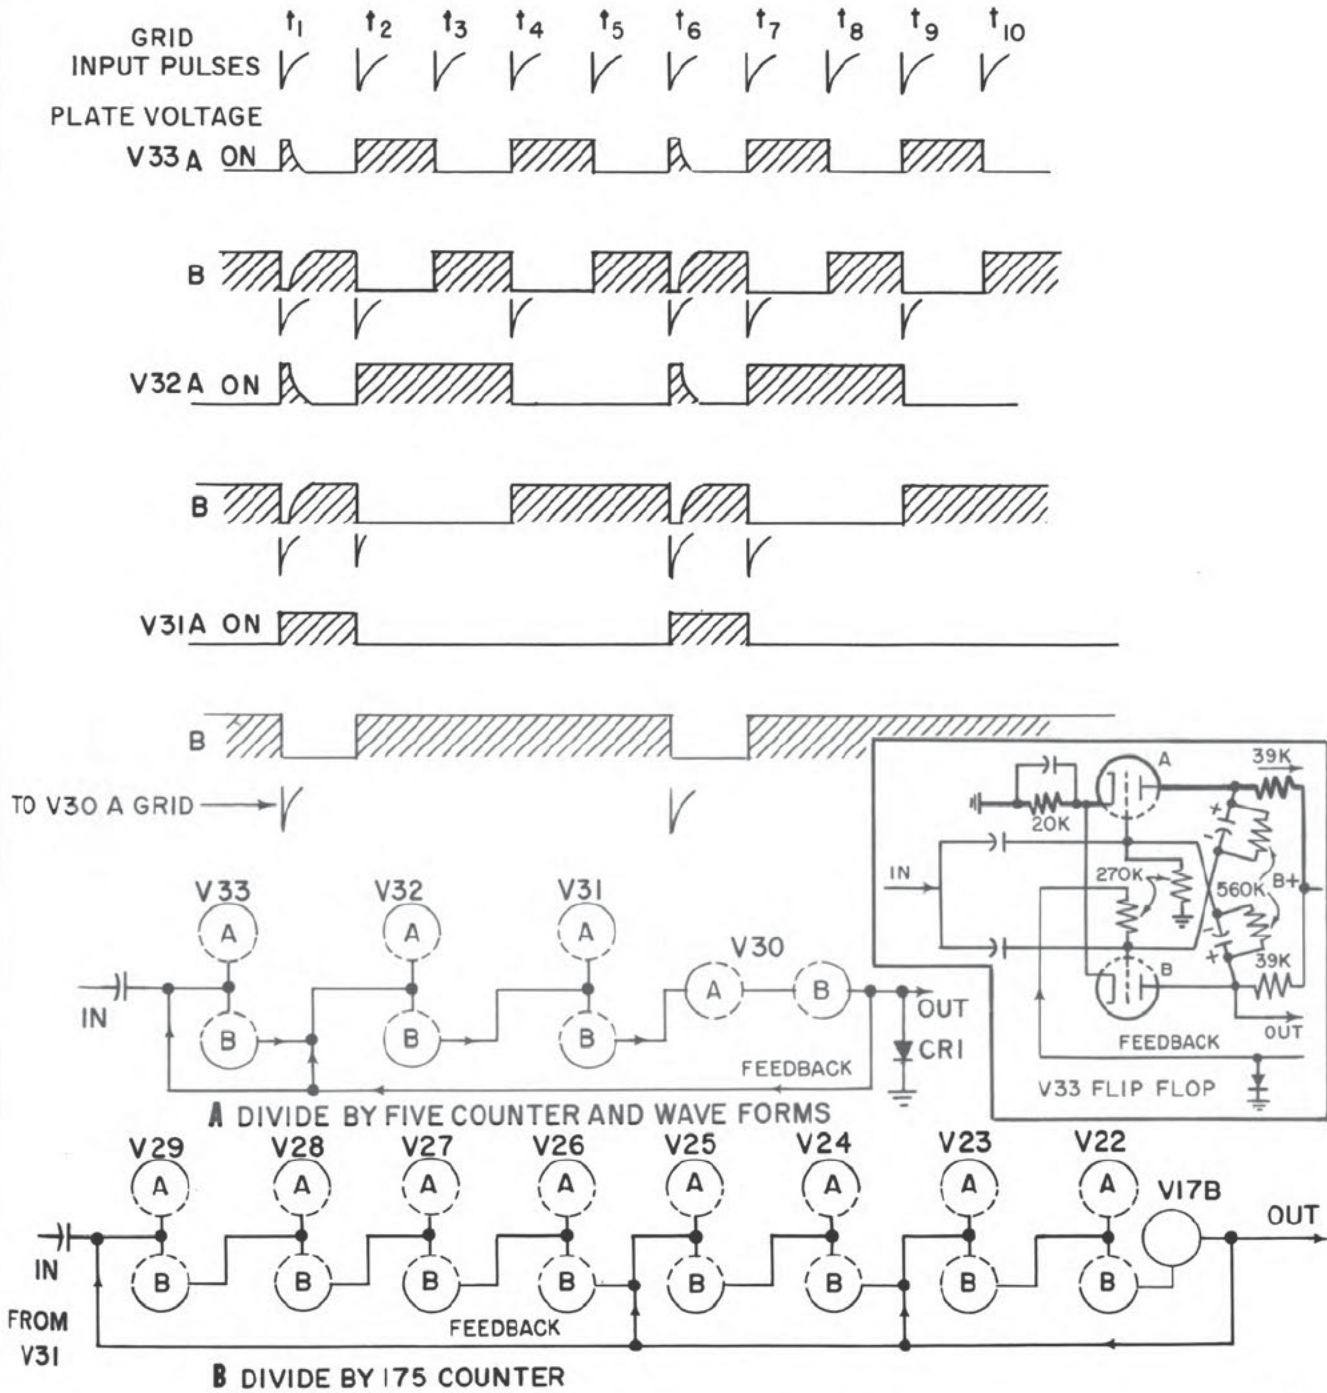 t1 t2 t3 t4 t5 t6 t7 t8 t9 t10
GRID
INPUT PULSES
PLATE VOLTAGE
V33 A ON
B
V32A ON
B
V31A ON
B
TO V30 A GRID
V33 V32 V31
A A A
V30
A B
IN
B B B
OUT
CR1
FEEDBACK
A DIVIDE BY FIVE COUNTER AND WAVE FORMS
A
39K
20K
+
-
IN
270K
560K
B+
-
+
B
39K
OUT
FEEDBACK
V33 FLIP FLOP
V29 V28 V27 V26 V25 V24 V23 V22
A A A A A A A A
V17B
OUT
IN
B B B B B B B B
FROM
V31
FEEDBACK
B DIVIDE BY 175 COUNTER